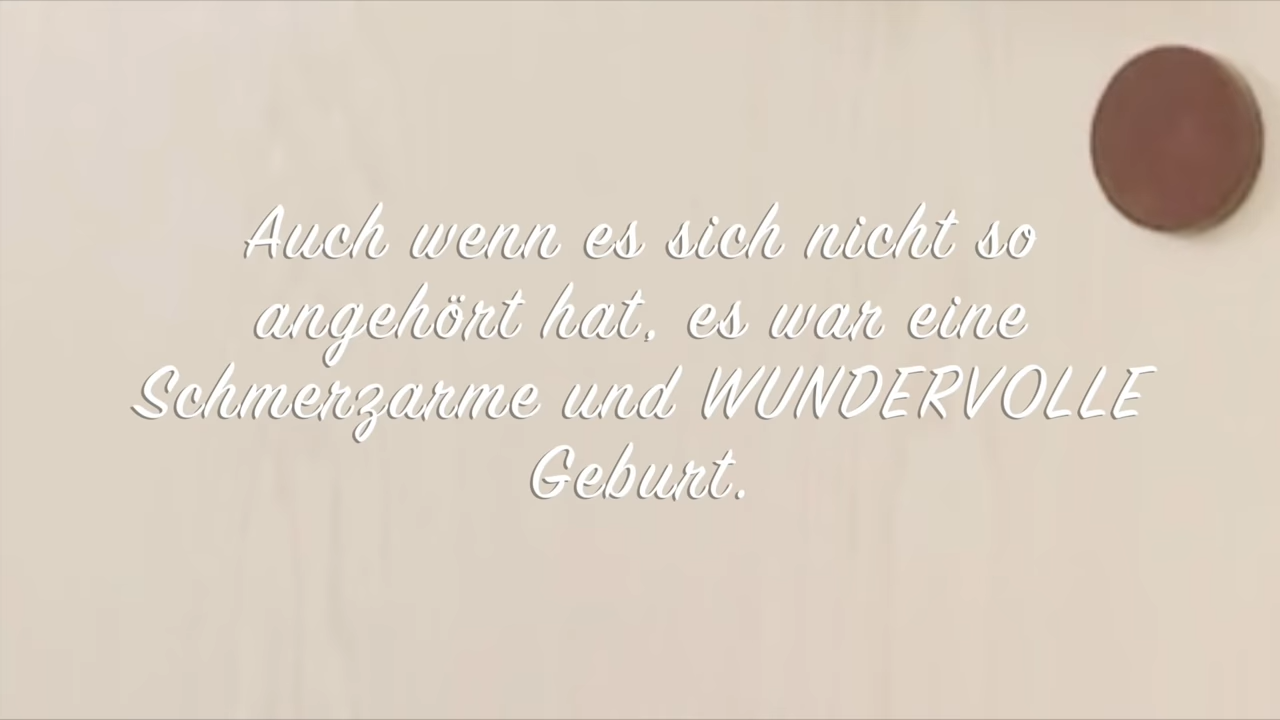 Auch wenn es sich nicht so
angehört hat, es war eine
Schmerzarme und WUNDERVOLLE
Geburt.